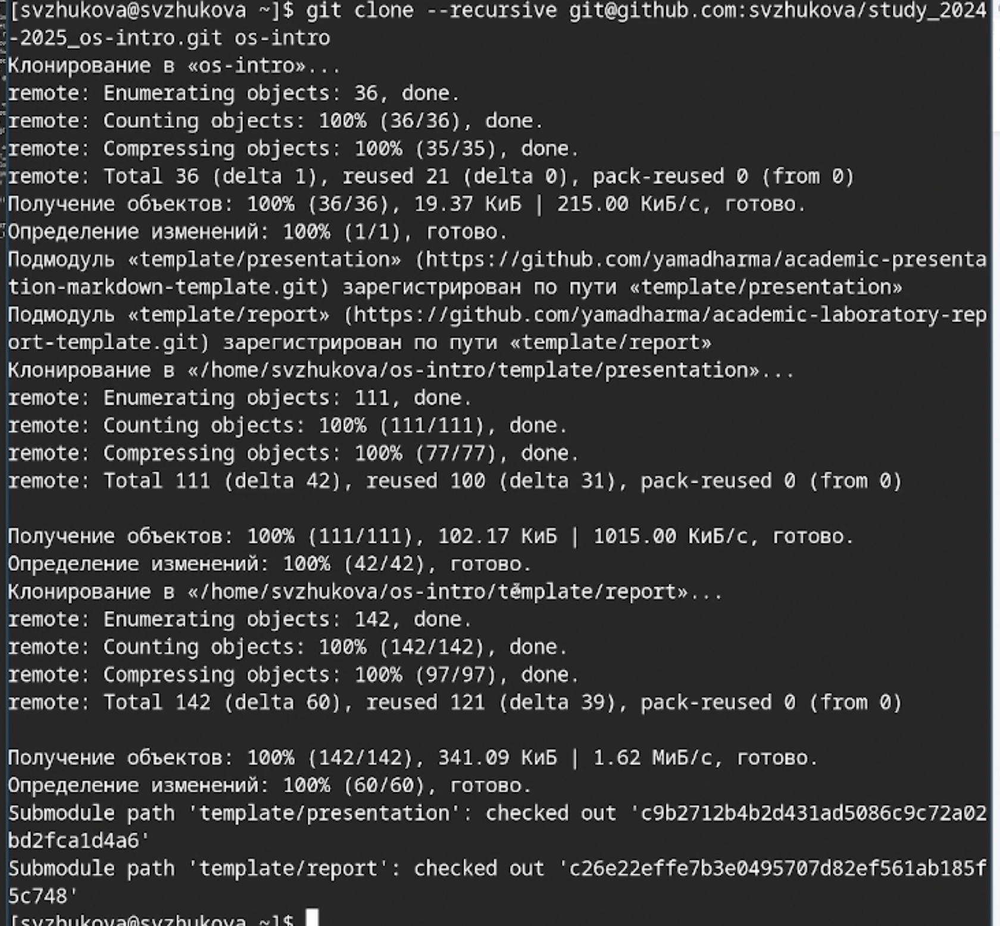 [svzhukova@svzhukova ~]$ git clone --recursive git@github.com:svzhukova/study_2024
-2025_os-intro.git os-intro
Клонирование в «os-intro»...
remote: Enumerating objects: 36, done.
remote: Counting objects: 100% (36/36), done.
remote: Compressing objects: 100% (35/35), done.
remote: Total 36 (delta 1), reused 21 (delta 0), pack-reused 0 (from 0)
Получение объектов: 100% (36/36), 19.37 КиБ | 215.00 КиБ/с, готово.
Определение изменений: 100% (1/1), готово.
Подмодуль «template/presentation» (https://github.com/yamadharma/academic-presenta
tion-markdown-template.git) зарегистрирован по пути «template/presentation»
Подмодуль «template/report» (https://github.com/yamadharma/academic-laboratory-rep
ort-template.git) зарегистрирован по пути «template/report»
Клонирование в «/home/svzhukova/os-intro/template/presentation»...
remote: Enumerating objects: 111, done.
remote: Counting objects: 100% (111/111), done.
remote: Compressing objects: 100% (77/77), done.
remote: Total 111 (delta 42), reused 100 (delta 31), pack-reused 0 (from 0)
Получение объектов: 100% (111/111), 102.17 КиБ | 1015.00 КиБ/с, готово.
Определение изменений: 100% (42/42), готово.
Клонирование в «/home/svzhukova/os-intro/template/report»...
remote: Enumerating objects: 142, done.
remote: Counting objects: 100% (142/142), done.
remote: Compressing objects: 100% (97/97), done.
remote: Total 142 (delta 60), reused 121 (delta 39), pack-reused 0 (from 0)
Получение объектов: 100% (142/142), 341.09 КиБ | 1.62 МиБ/с, готово.
Определение изменений: 100% (60/60), готово.
Submodule path 'template/presentation': checked out 'c9b2712b4b2d431ad5086c9c72a02
bd2fca1d4a6'
Submodule path 'template/report': checked out 'c26e22effe7b3e0495707d82ef561ab185f
5c748'
[svzhukova@svzhukova ~]$